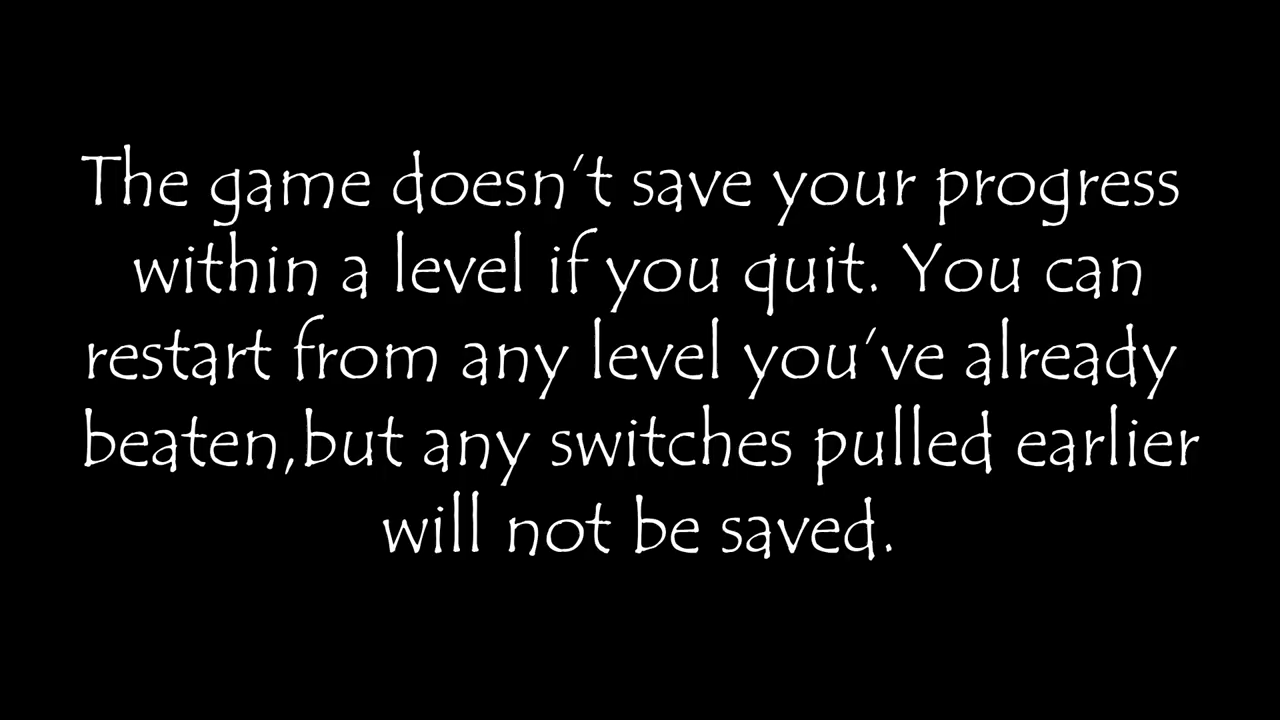 The game doesn't save your progress
within a level if you quit. You can
restart from any level you've already
beaten,but any switches pulled earlier
will not be saved.